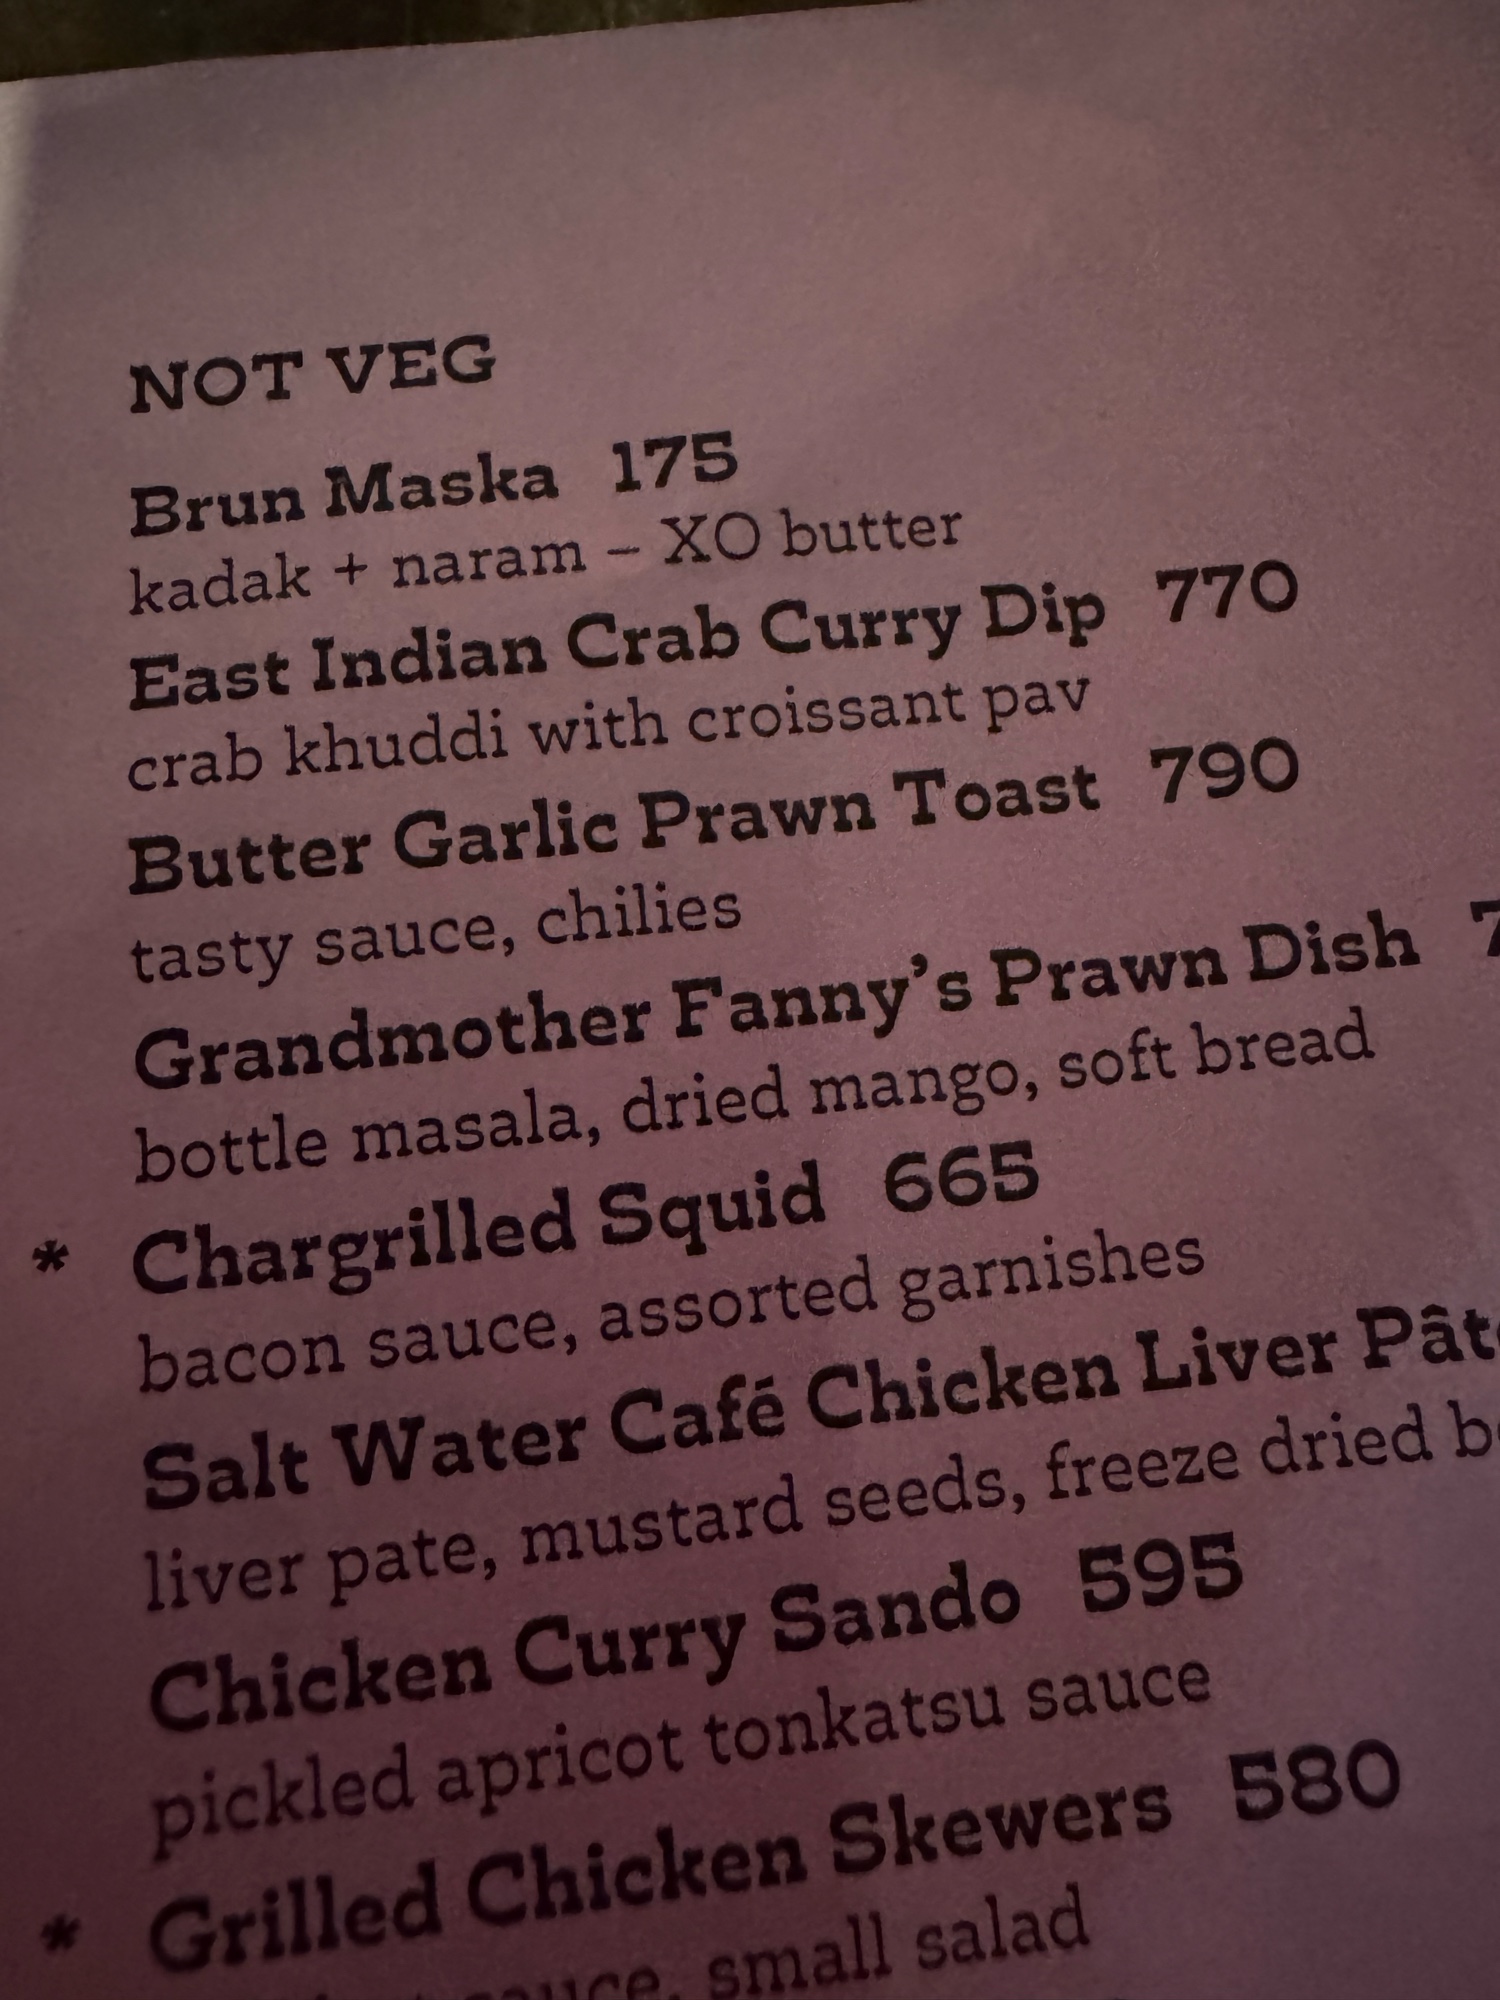 NOT VEG
Brun Maska 175
kadak + naram – XO butter
East Indian Crab Curry Dip 770
crab khuddi with croissant pav
Butter Garlic Prawn Toast 790
tasty sauce, chilies
Grandmother Fanny's Prawn Dish
bottle masala, dried mango, soft bread
* Chargrilled Squid 665
bacon sauce, assorted garnishes
Salt Water Café Chicken Liver
liver pate, mustard seeds, freeze dried
Chicken Curry Sando 595
pickled apricot tonkatsu sauce
* Grilled Chicken Skewers 580
sauce, small salad